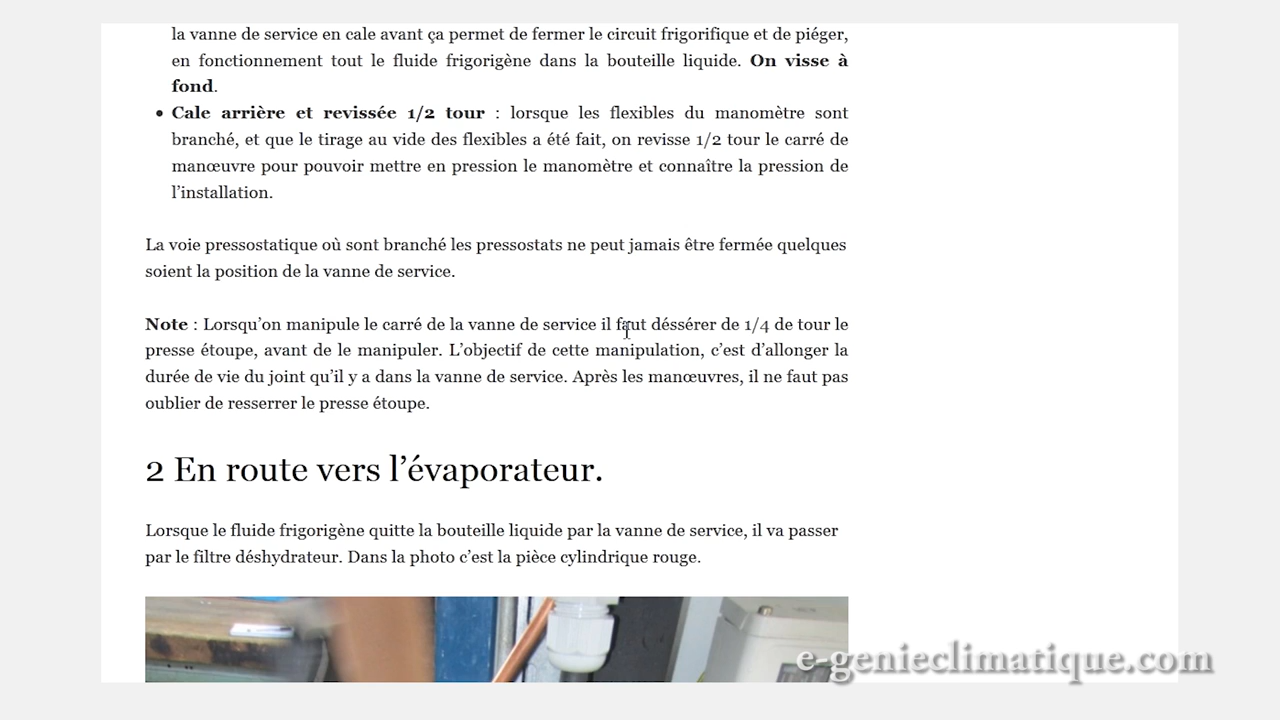 la vanne de service en cale avant ça permet de fermer le circuit frigorifique et de piéger,
en fonctionnement tout le fluide frigorigène dans la bouteille liquide. On visse à
fond.
• Cale arrière et revissée 1/2 tour : lorsque les flexibles du manomètre sont
branché, et que le tirage au vide des flexibles a été fait, on revisse 1/2 tour le carré de
manœuvre pour pouvoir mettre en pression le manomètre et connaître la pression de
l’installation.
La voie pressostatique où sont branché les pressostats ne peut jamais être fermée quelques
soient la position de la vanne de service.
Note : Lorsqu’on manipule le carré de la vanne de service il faut déssérer de 1/4 de tour le
presse étoupe, avant de le manipuler. L’objectif de cette manipulation, c’est d’allonger la
durée de vie du joint qu’il y a dans la vanne de service. Après les manœuvres, il ne faut pas
oublier de resserrer le presse étoupe.
2 En route vers l’évaporateur.
Lorsque le fluide frigorigène quitte la bouteille liquide par la vanne de service, il va passer
par le filtre déshydrateur. Dans la photo c’est la pièce cylindrique rouge.
e-genieclimatique.com